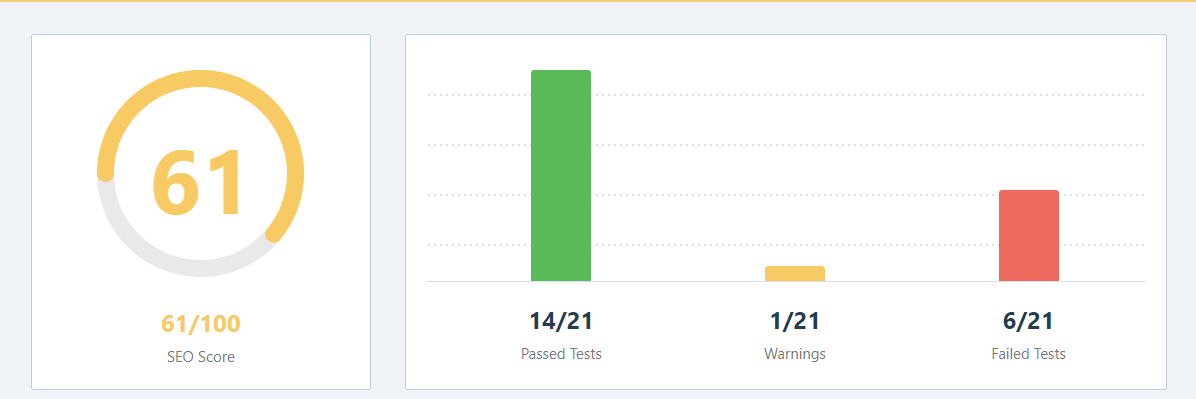 61
61/100
SEO Score
14/21
Passed Tests
1/21
Warnings
6/21
Failed Tests